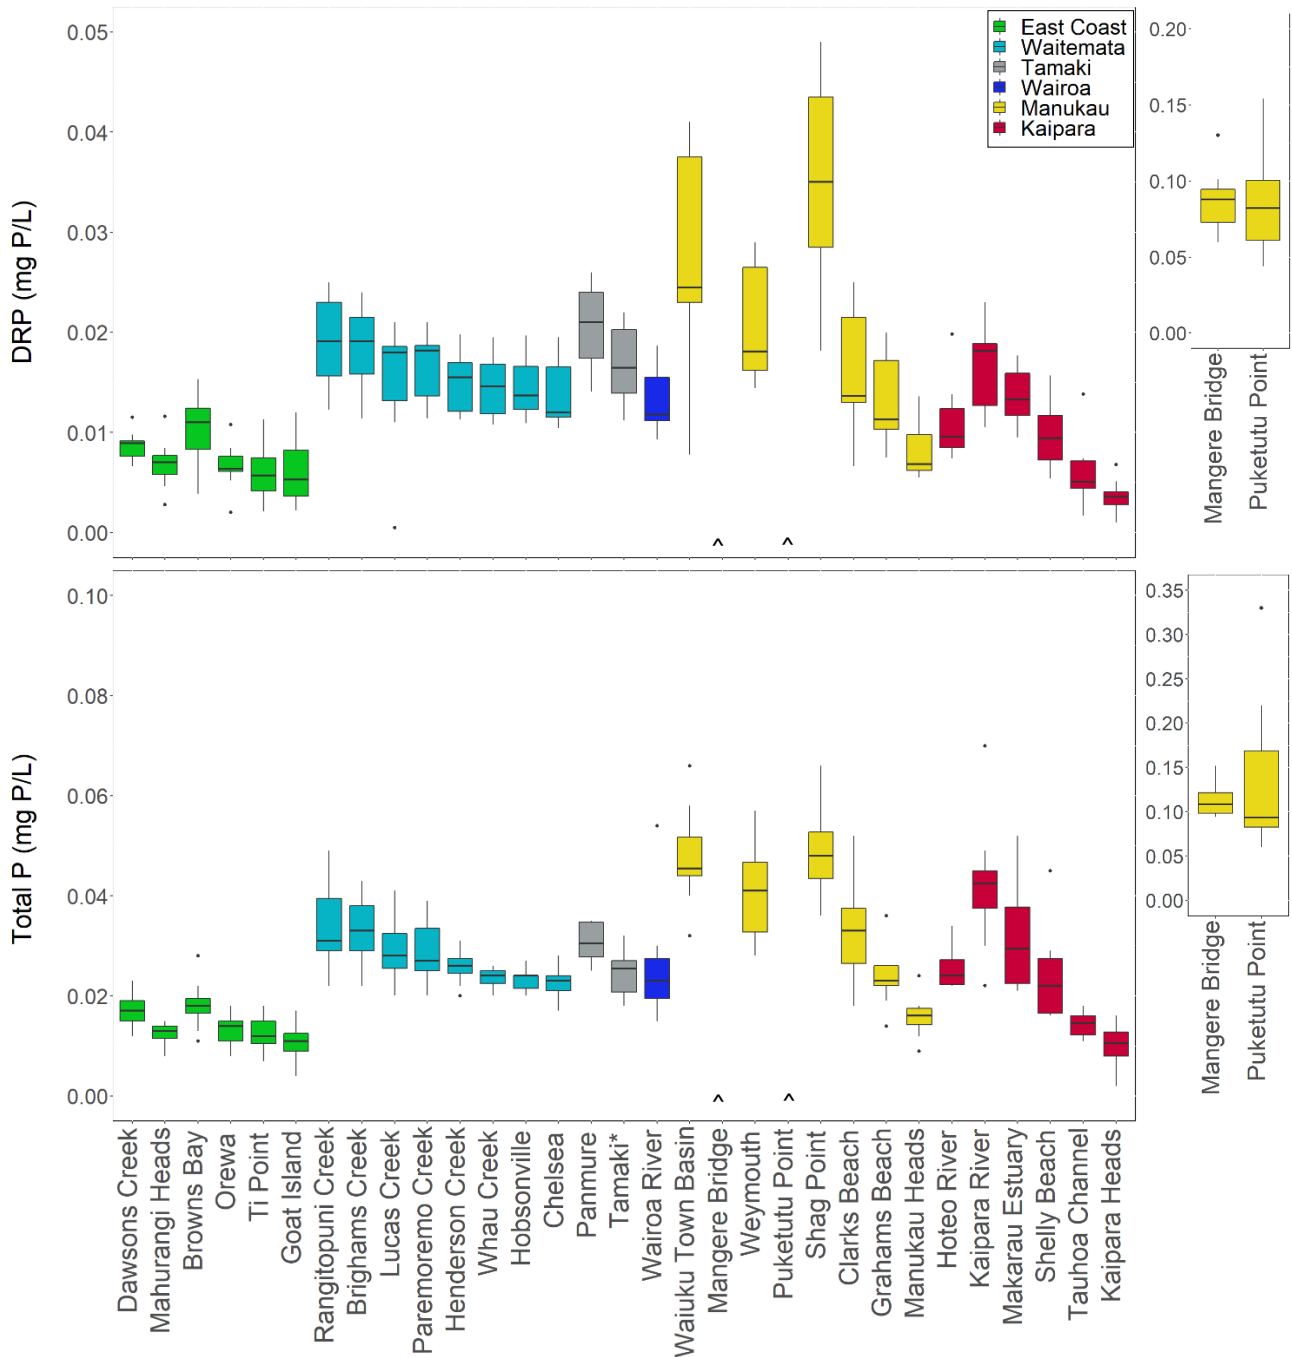 DRP (mg P/L)
0.05
0.04
0.03
0.02
0.01
0.00
East Coast
Waitemata
Tamaki
Wairoa
Manukau
Kaipara
^
^
0.20
0.15
0.10
0.05
0.00
Mangere Bridge
Puketutu Point
Total P (mg P/L)
0.10
0.08
0.06
0.04
0.02
0.00
^
^
0.35
0.30
0.25
0.20
0.15
0.10
0.05
0.00
Mangere Bridge
Puketutu Point
Dawsons Creek
Mahurangi Heads
Browns Bay
Orewa
Ti Point
Goat Island
Rangitopuni Creek
Brighams Creek
Lucas Creek
Paremoremo Creek
Henderson Creek
Whau Creek
Hobsonville
Chelsea
Panmure
Tamaki*
Wairoa River
Waiuku Town Basin
Mangere Bridge
Weymouth
Puketutu Point
Shag Point
Clarks Beach
Grahams Beach
Manukau Heads
Hoteo River
Kaipara River
Makarau Estuary
Shelly Beach
Tauhoa Channel
Kaipara Heads